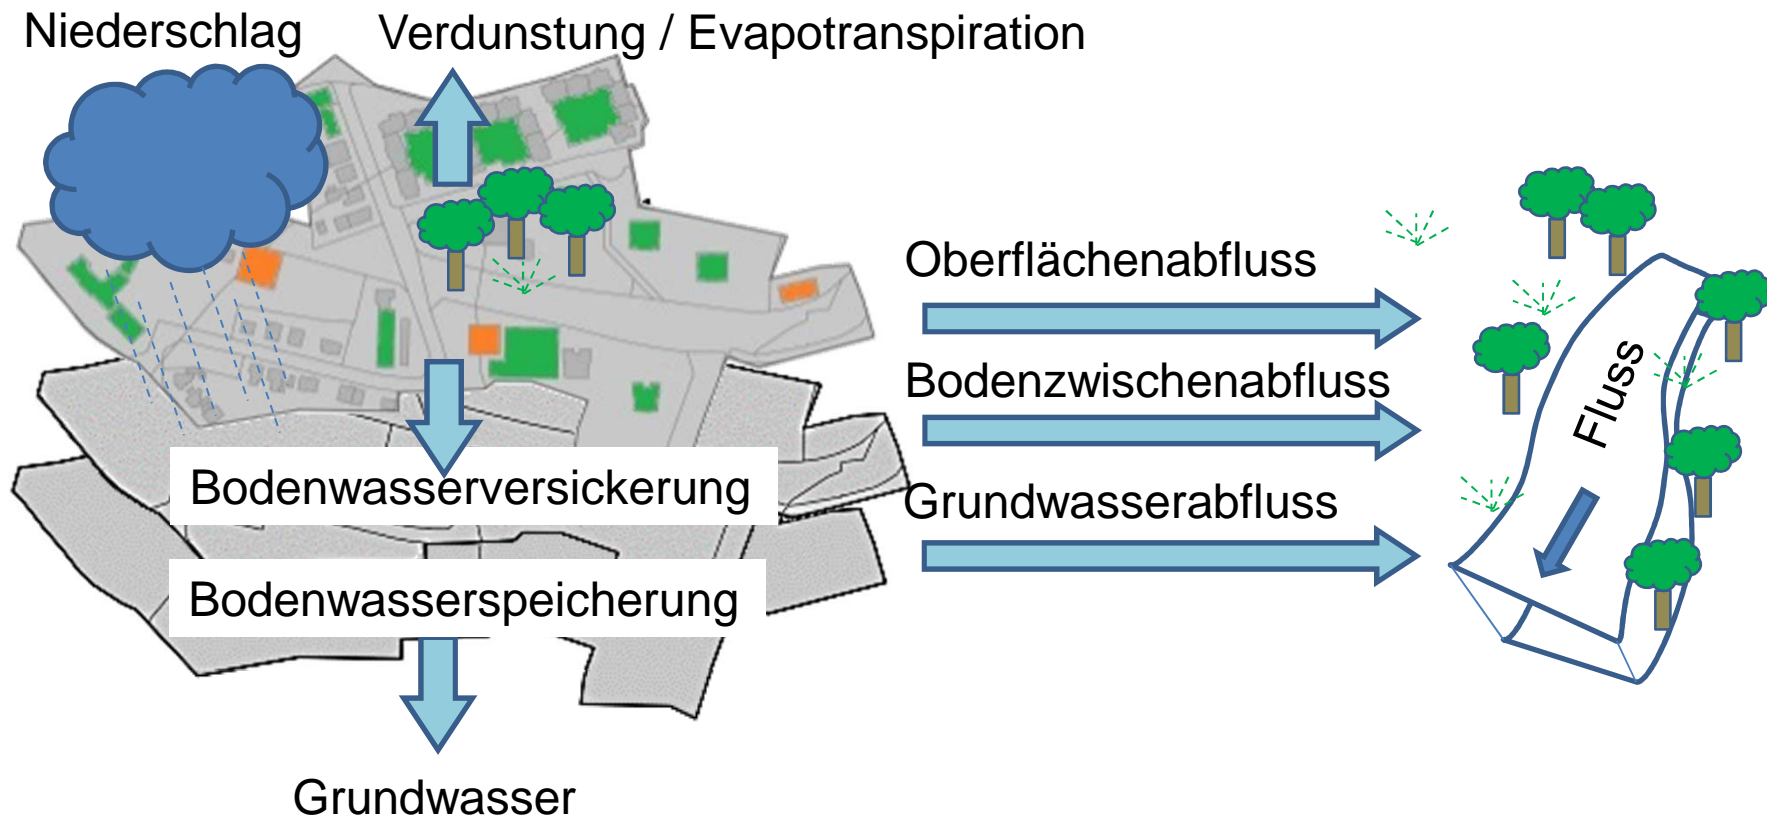 Niederschlag
Verdunstung / Evapotranspiration
Oberflächenabfluss
Bodenzwischenabfluss
Grundwasserabfluss
Fluss
Bodenwasserversickerung
Bodenwasserspeicherung
Grundwasser